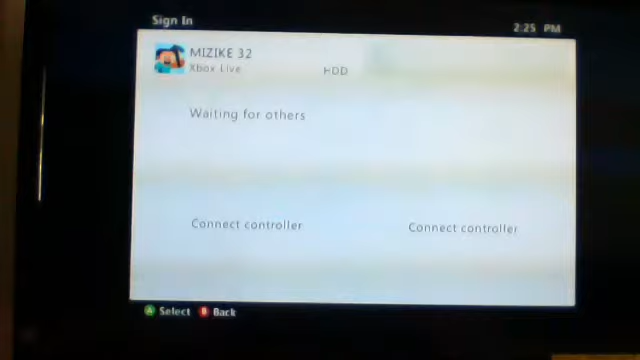 Sign In
2:25 PM
MIZIKE 32
Xbox Live
HDD
Waiting for others
Connect controller
Connect controller
A Select B Back